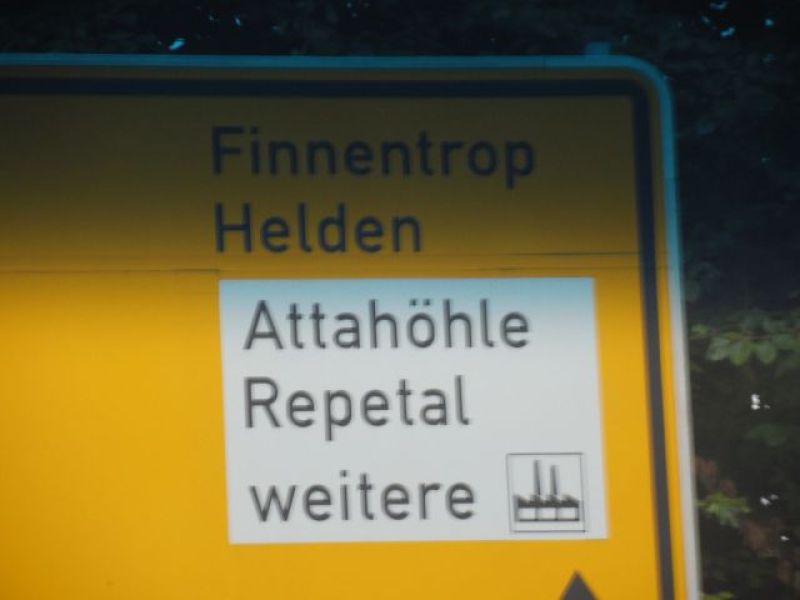 Finnentrop
Helden
Attahöhle
Repetal
weitere